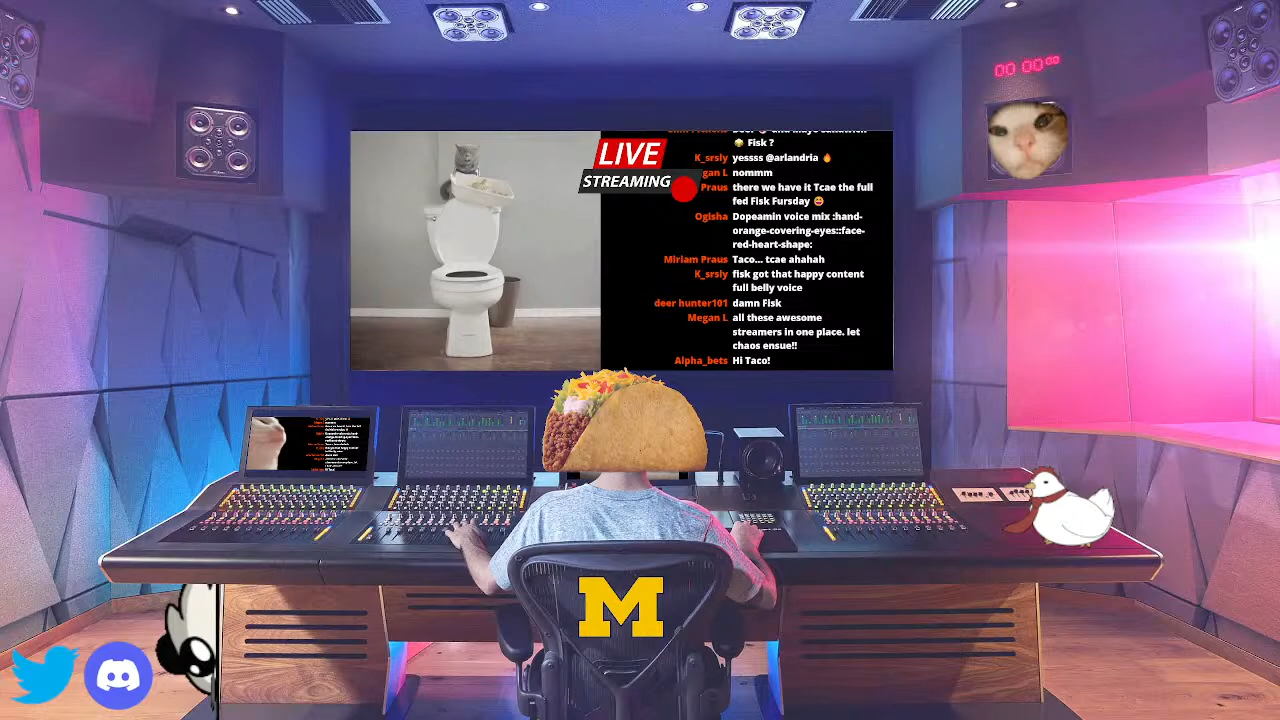 00 00 00
LIVE
STREAMING
🥪 Fisk ?
K_srsly yessss @arlandria 🔥
gan L nommm
Praus there we have it Tcae the full
fed Fisk Fursday 😀
Ogisha Dopeamin voice mix :hand-
orange-covering-eyes::face-
red-heart-shape:
Miriam Praus Taco... tcae ahahah
K_srsly fisk got that happy content
full belly voice
deer hunter101 damn FIsk
Megan L all these awesome
streamers in one place. let
chaos ensue!!
Alpha_bets Hi Taco!
M